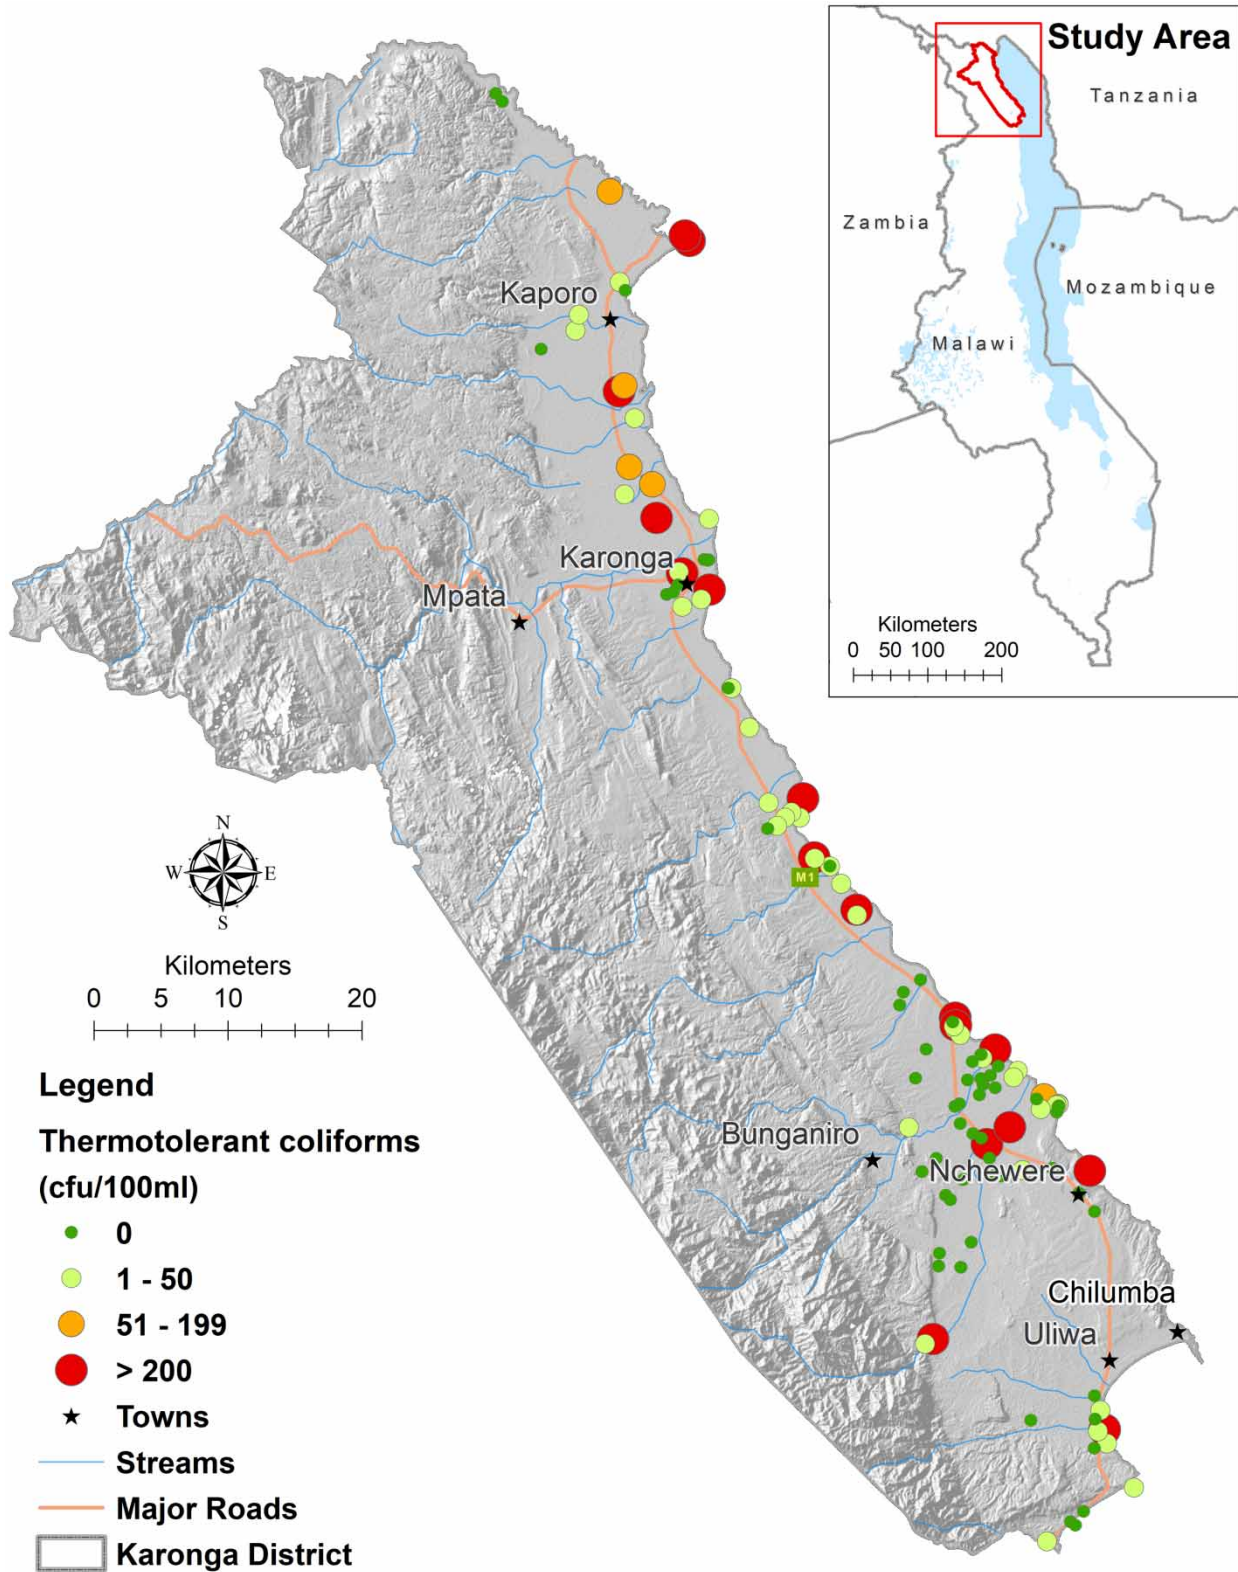 Study Area
Tanzania
Zambia
Mozambique
Malawi
Kilometers
0 50 100 200
Kaporo
Karonga
Mpata
M1
N
W E
S
Kilometers
0 5 10 20
Bunganiro
Nchewere
Chilumba
Uliwa
Legend
Thermotolerant coliforms
(cfu/100ml)
0
1 - 50
51 - 199
> 200
Towns
Streams
Major Roads
Karonga District